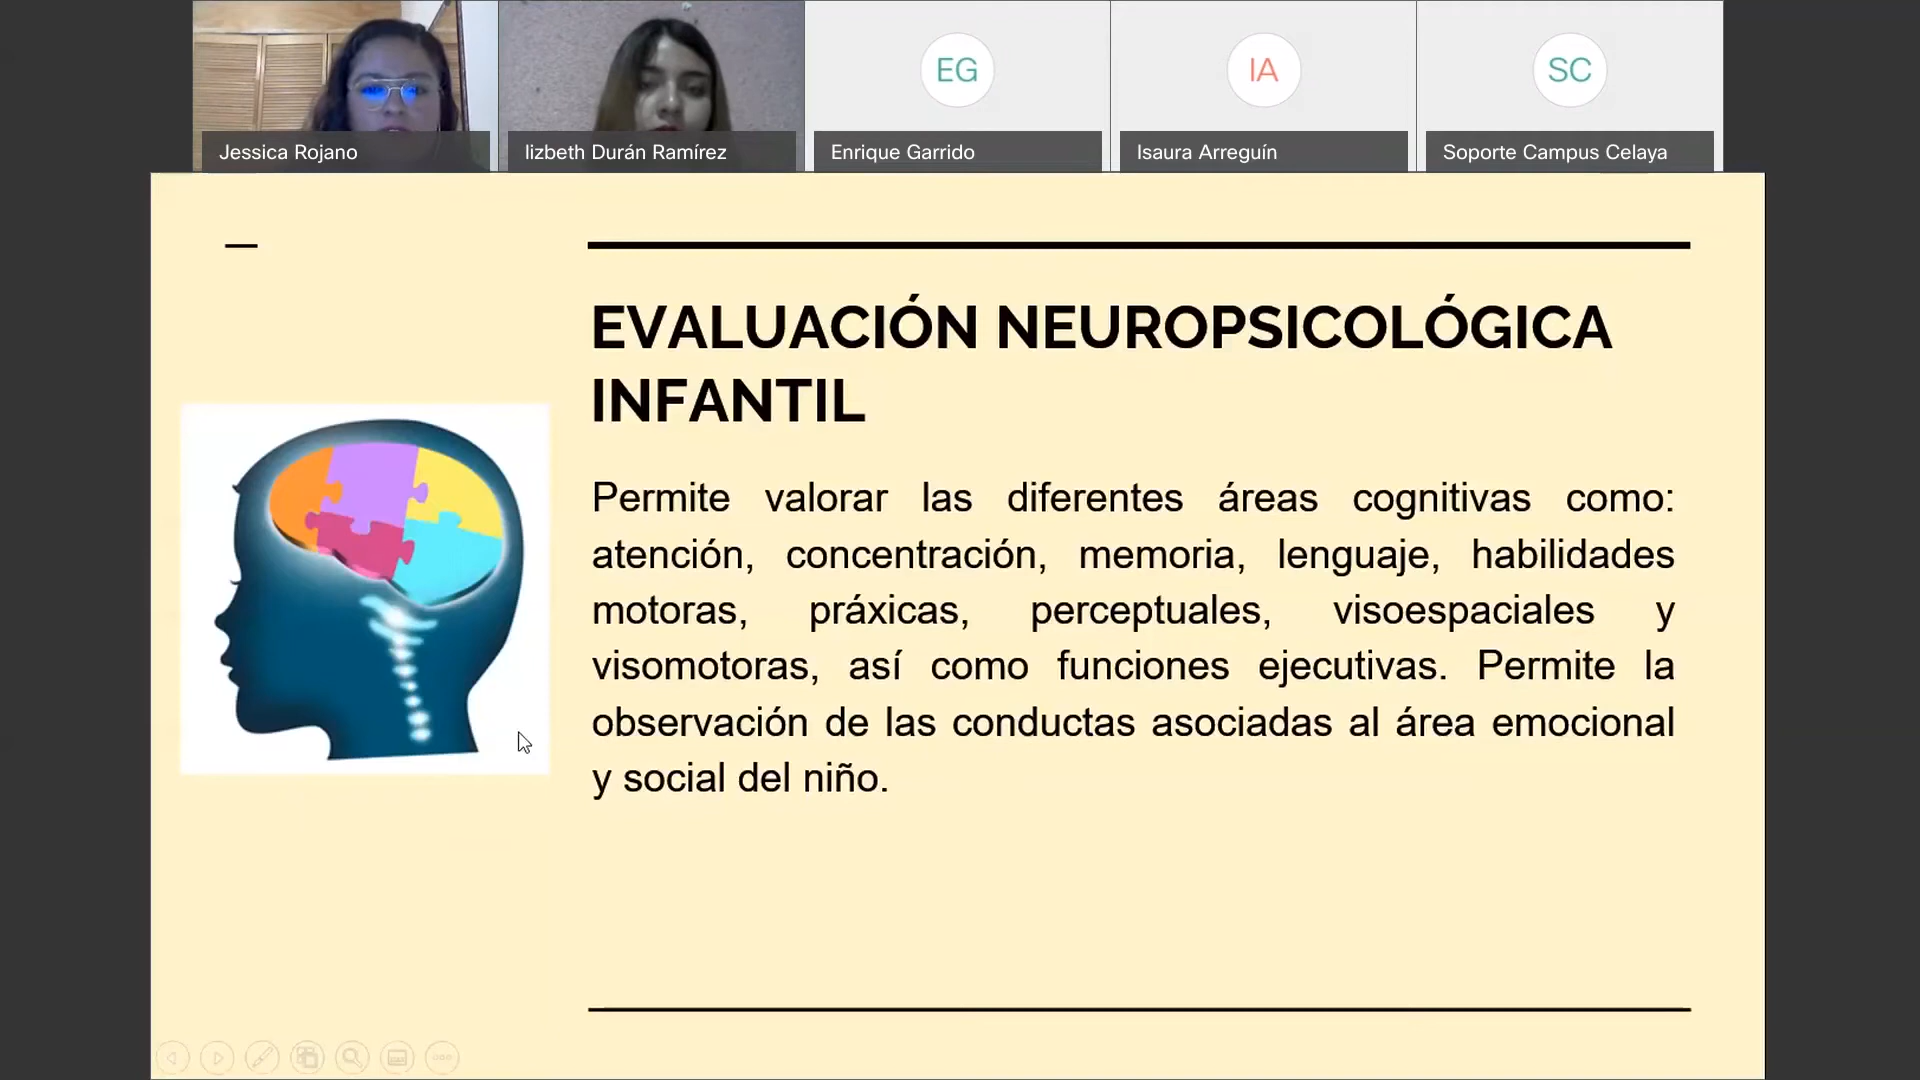 EG
IA
SC
Jessica Rojano
lizbeth Durán Ramírez
Enrique Garrido
Isaura Arreguín
Soporte Campus Celaya
EVALUACIÓN NEUROPSICOLÓGICA
INFANTIL
Permite valorar las diferentes áreas cognitivas como:
atención, concentración, memoria, lenguaje, habilidades
motoras, práxicas, perceptuales, visoespaciales y
visomotoras, así como funciones ejecutivas. Permite la
observación de las conductas asociadas al área emocional
y social del niño.